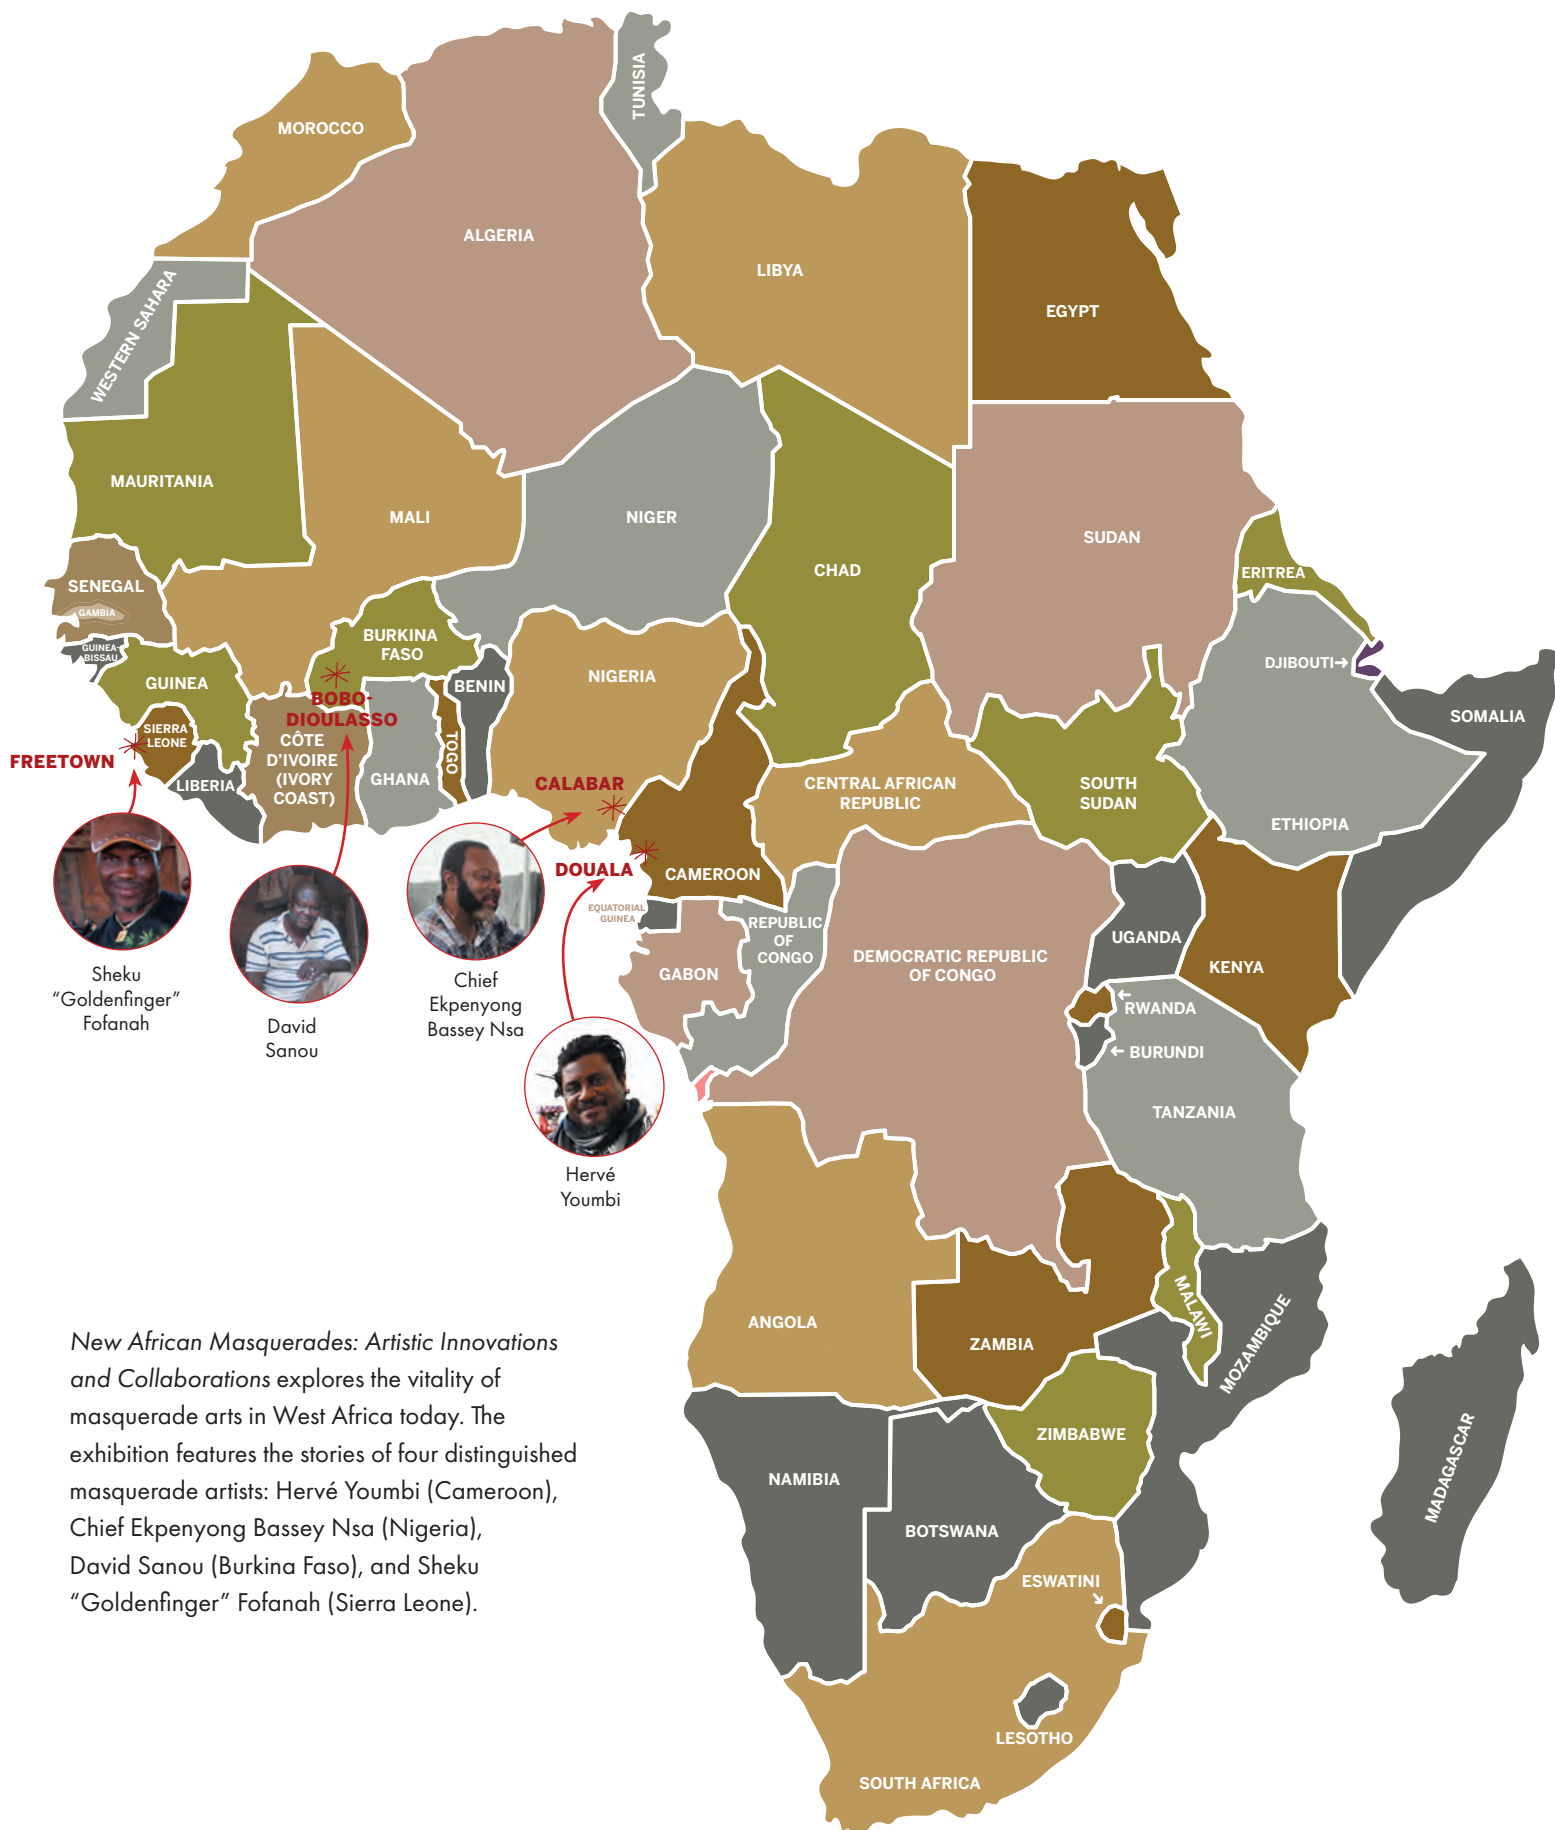 TUNISIA
MOROCCO
ALGERIA
LIBYA
EGYPT
WESTERN SAHARA
MAURITANIA
MALI
NIGER
CHAD
SUDAN
ERITREA
SENEGAL
GAMBIA
GUINEA-
BISSAU
GUINEA
BURKINA
FASO
BOBO-
DIOULASSO
BENIN
NIGERIA
DJIBOUTI
SOMALIA
SIERRA
LEONE
FREETOWN
LIBERIA
CÔTE
D'IVOIRE
(IVORY
COAST)
GHANA
TOGO
CALABAR
CENTRAL AFRICAN
REPUBLIC
SOUTH
SUDAN
ETHIOPIA
DOUALA
CAMEROON
EQUATORIAL
GUINEA
REPUBLIC
OF
CONGO
GABON
DEMOCRATIC REPUBLIC
OF CONGO
UGANDA
KENYA
RWANDA
BURUNDI
TANZANIA
Sheku
“Goldenfinger”
Fofanah
David
Sanou
Chief
Ekpenyong
Bassey Nsa
Hervé
Youmbi
ANGOLA
ZAMBIA
MALAWI
MOZAMBIQUE
ZIMBABWE
MADAGASCAR
NAMIBIA
BOTSWANA
ESWATINI
LESOTHO
SOUTH AFRICA
New African Masquerades: Artistic Innovations
and Collaborations explores the vitality of
masquerade arts in West Africa today. The
exhibition features the stories of four distinguished
masquerade artists: Hervé Youmbi (Cameroon),
Chief Ekpenyong Bassey Nsa (Nigeria),
David Sanou (Burkina Faso), and Sheku
“Goldenfinger” Fofanah (Sierra Leone).